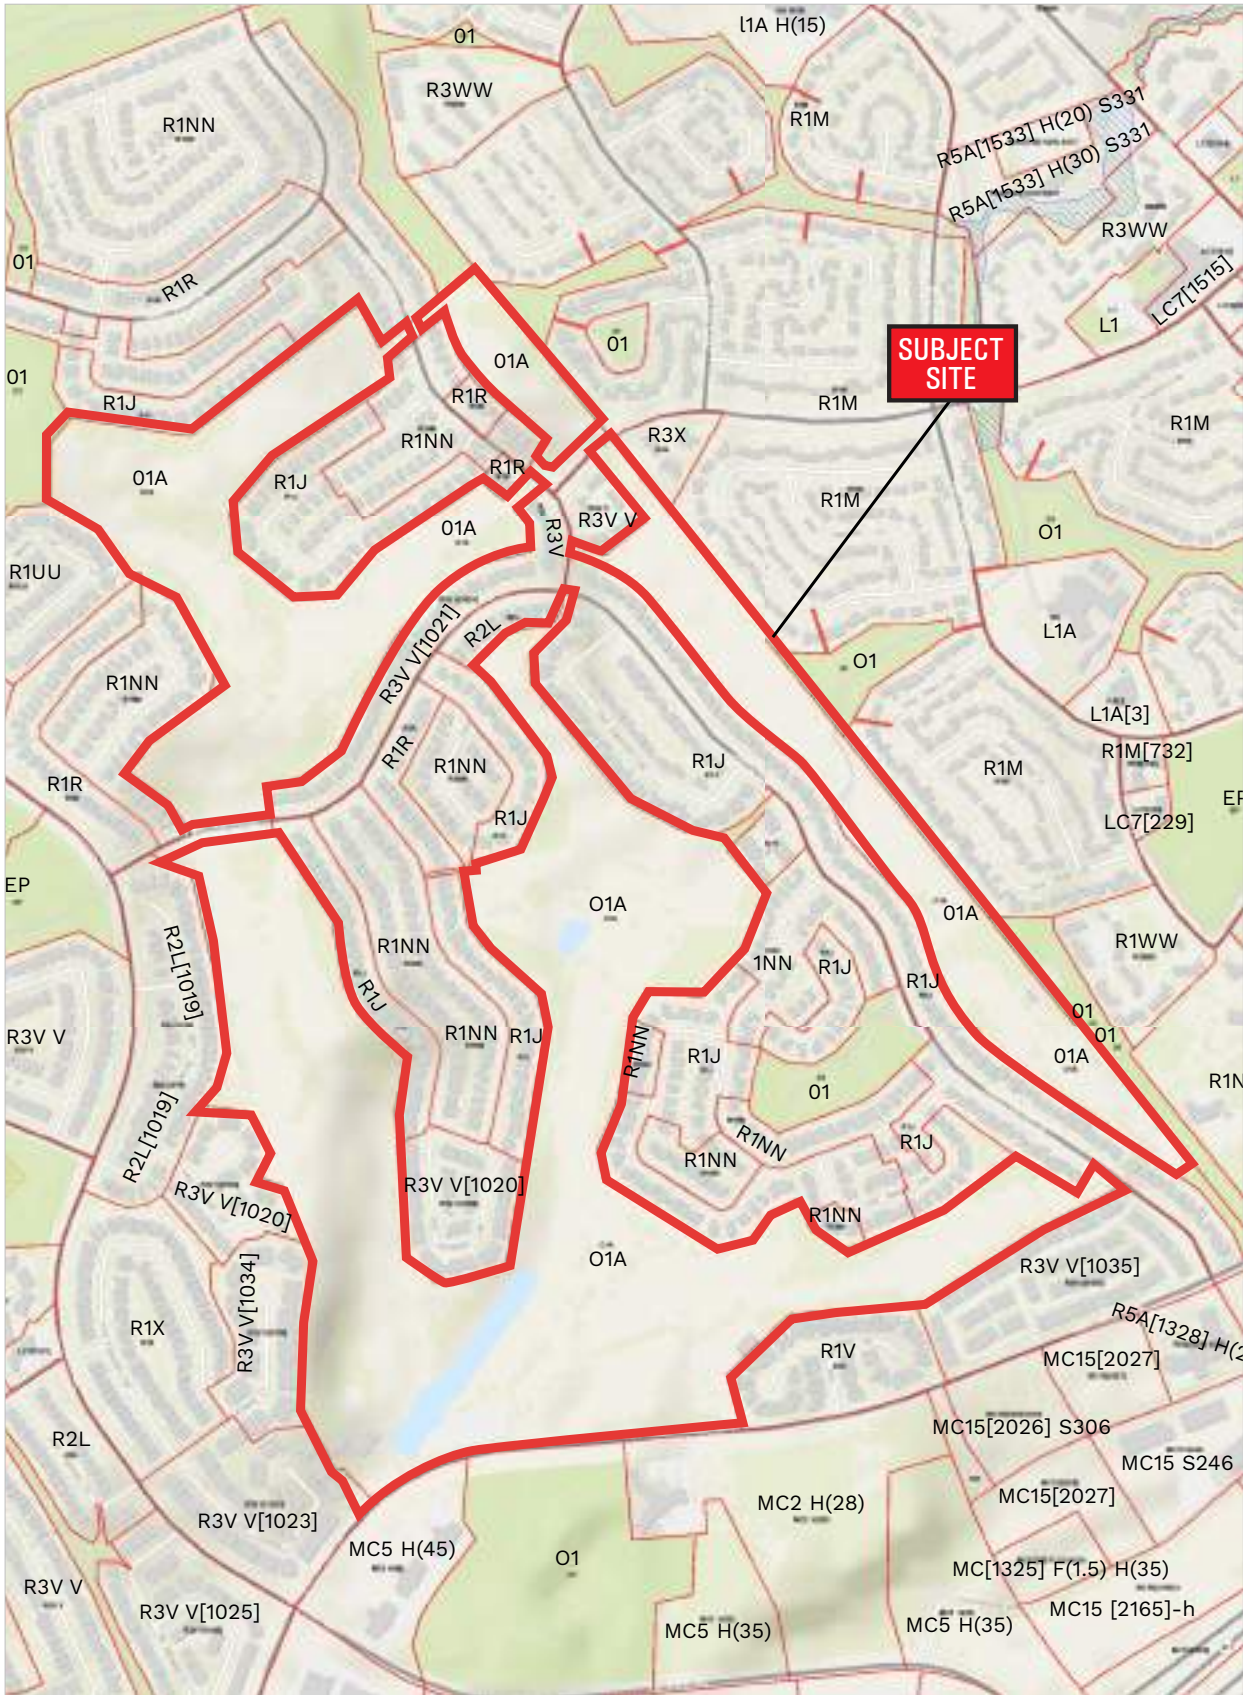 l1A H(15)
01
R3WW
R1NN
R1M
R5A[1533] H(20) S331
R5A[1533] H(30) S331
R3WW
01
R1R
LC7[1515]
L1
SUBJECT
SITE
01
01A
01
R1J
R1R
R1M
R1NN
R3X
R1M
R1R
01A
R1J
R1M
01A
R3V
R3V V
O1
R1UU
R3V V[1021]
R2L
L1A
O1
R1NN
L1A[3]
R1R
R1NN
R1J
R1M
R1M[732]
R1R
EP
R1J
LC7[229]
EP
O1A
01A
R2L[1019]
R1NN
1NN
R1J
R1WW
R1J
R1J
01
R3V V
R1NN
R1J
R1NN
R1J
01
01A
R1N
01
R2L[1019]
R1NN
R1J
R1NN
R3V V[1020]
R3V V[1020]
R1NN
O1A
R3V V[1035]
R3V V[1034]
R1X
R1V
R5A[1328] H(2
MC15[2027]
R2L
MC15[2026] S306
MC15 S246
MC15[2027]
MC2 H(28)
R3V V[1023]
MC5 H(45)
O1
MC[1325] F(1.5) H(35)
R3V V
R3V V[1025]
MC15 [2165]-h
MC5 H(35)
MC5 H(35)